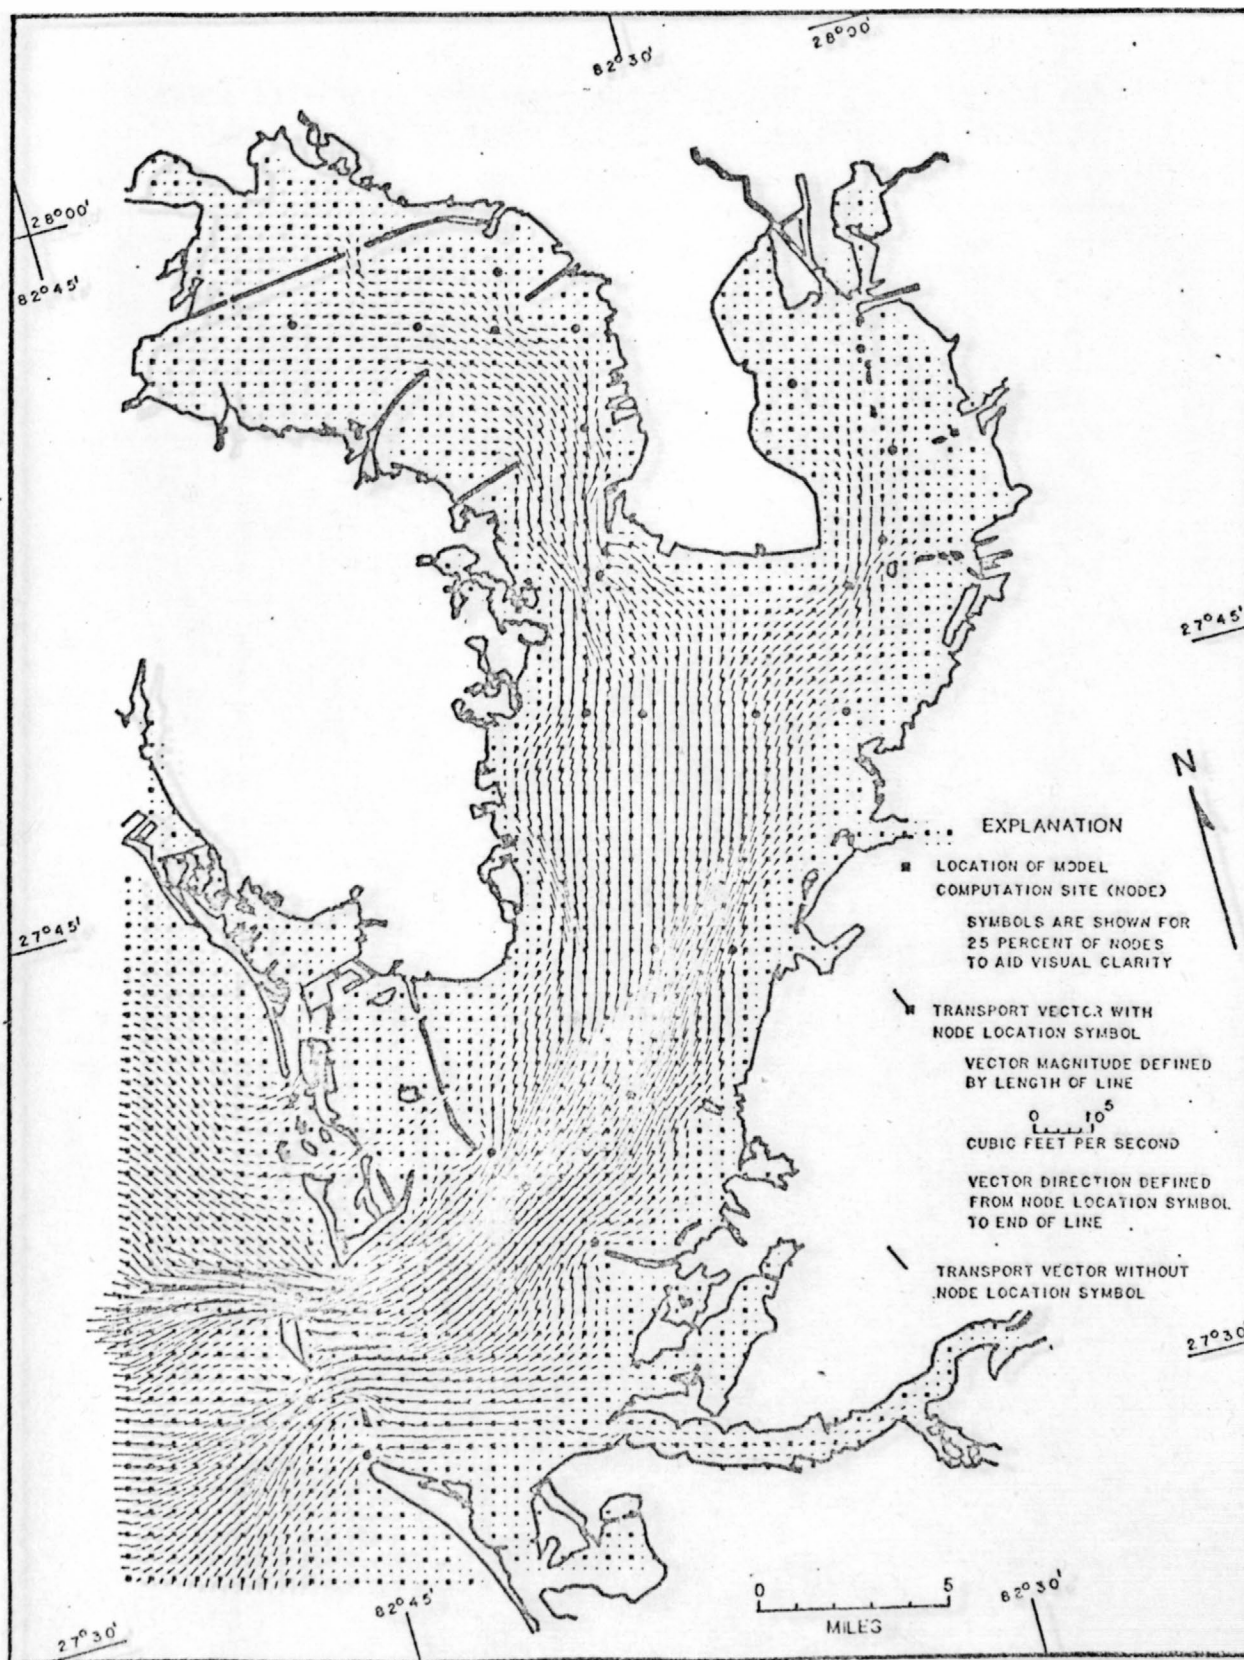 82°30'
28°00'
28°00'
82°45'
27°45'
N
EXPLANATION
LOCATION OF MODEL
COMPUTATION SITE (NODE)
SYMBOLS ARE SHOWN FOR
25 PERCENT OF NODES
TO AID VISUAL CLARITY
27°45'
TRANSPORT VECTOR WITH
NODE LOCATION SYMBOL
VECTOR MAGNITUDE DEFINED
BY LENGTH OF LINE
0 10⁵
CUBIC FEET PER SECOND
VECTOR DIRECTION DEFINED
FROM NODE LOCATION SYMBOL
TO END OF LINE
TRANSPORT VECTOR WITHOUT
NODE LOCATION SYMBOL
27°30'
0 5
MILES
82°45'
82°30'
27°30'